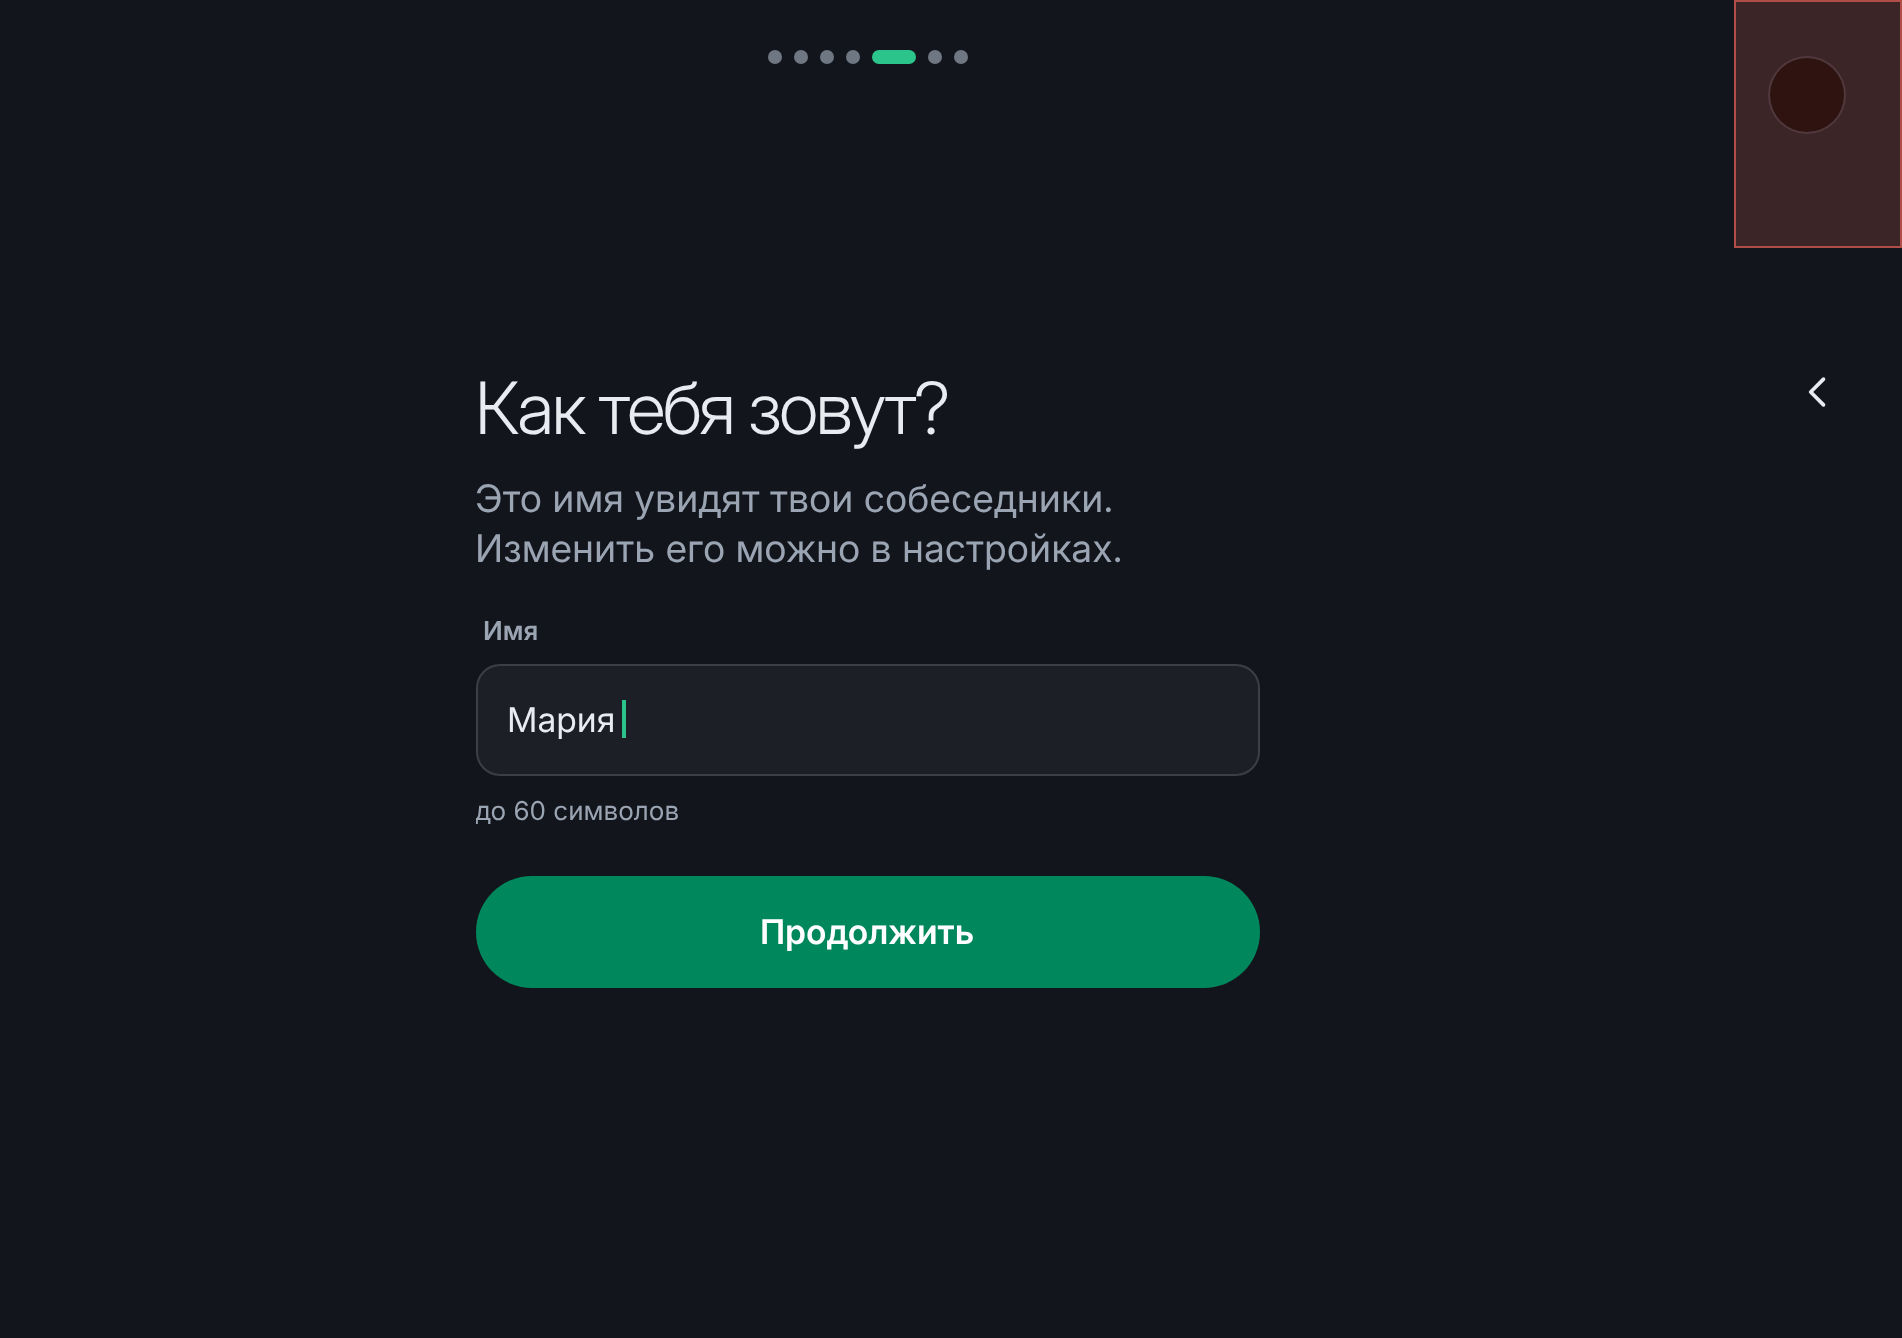 Как тебя зовут?
Это имя увидят твои собеседники.
Изменить его можно в настройках.
Имя
Мария
до 60 символов
Продолжить